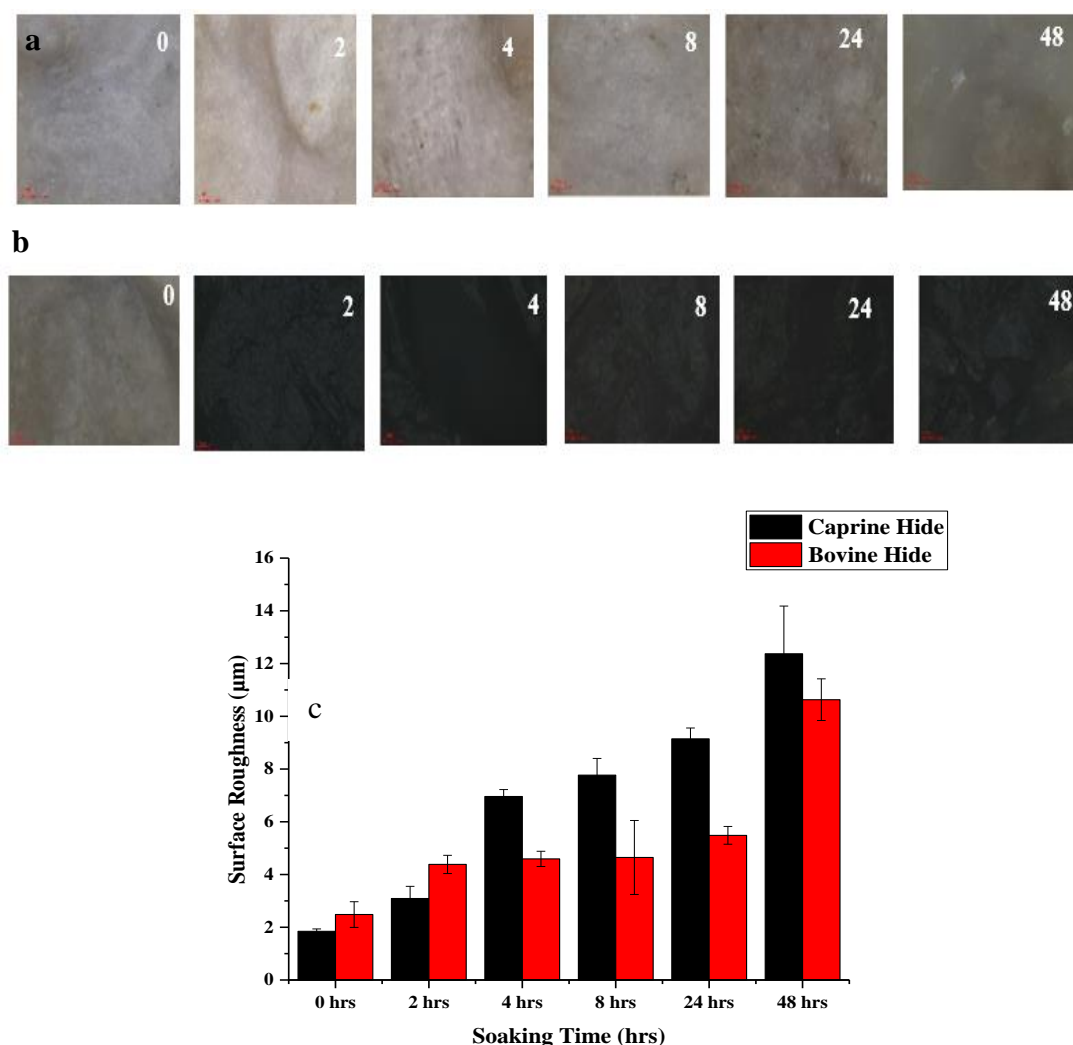 a
0
2
4
8
24
48
b
0
2
4
8
24
48
Caprine Hide
Bovine Hide
16
14
12
10
8
6
4
2
0
Surface Roughness (µm)
c
0 hrs
2 hrs
4 hrs
8 hrs
24 hrs
48 hrs
Soaking Time (hrs)